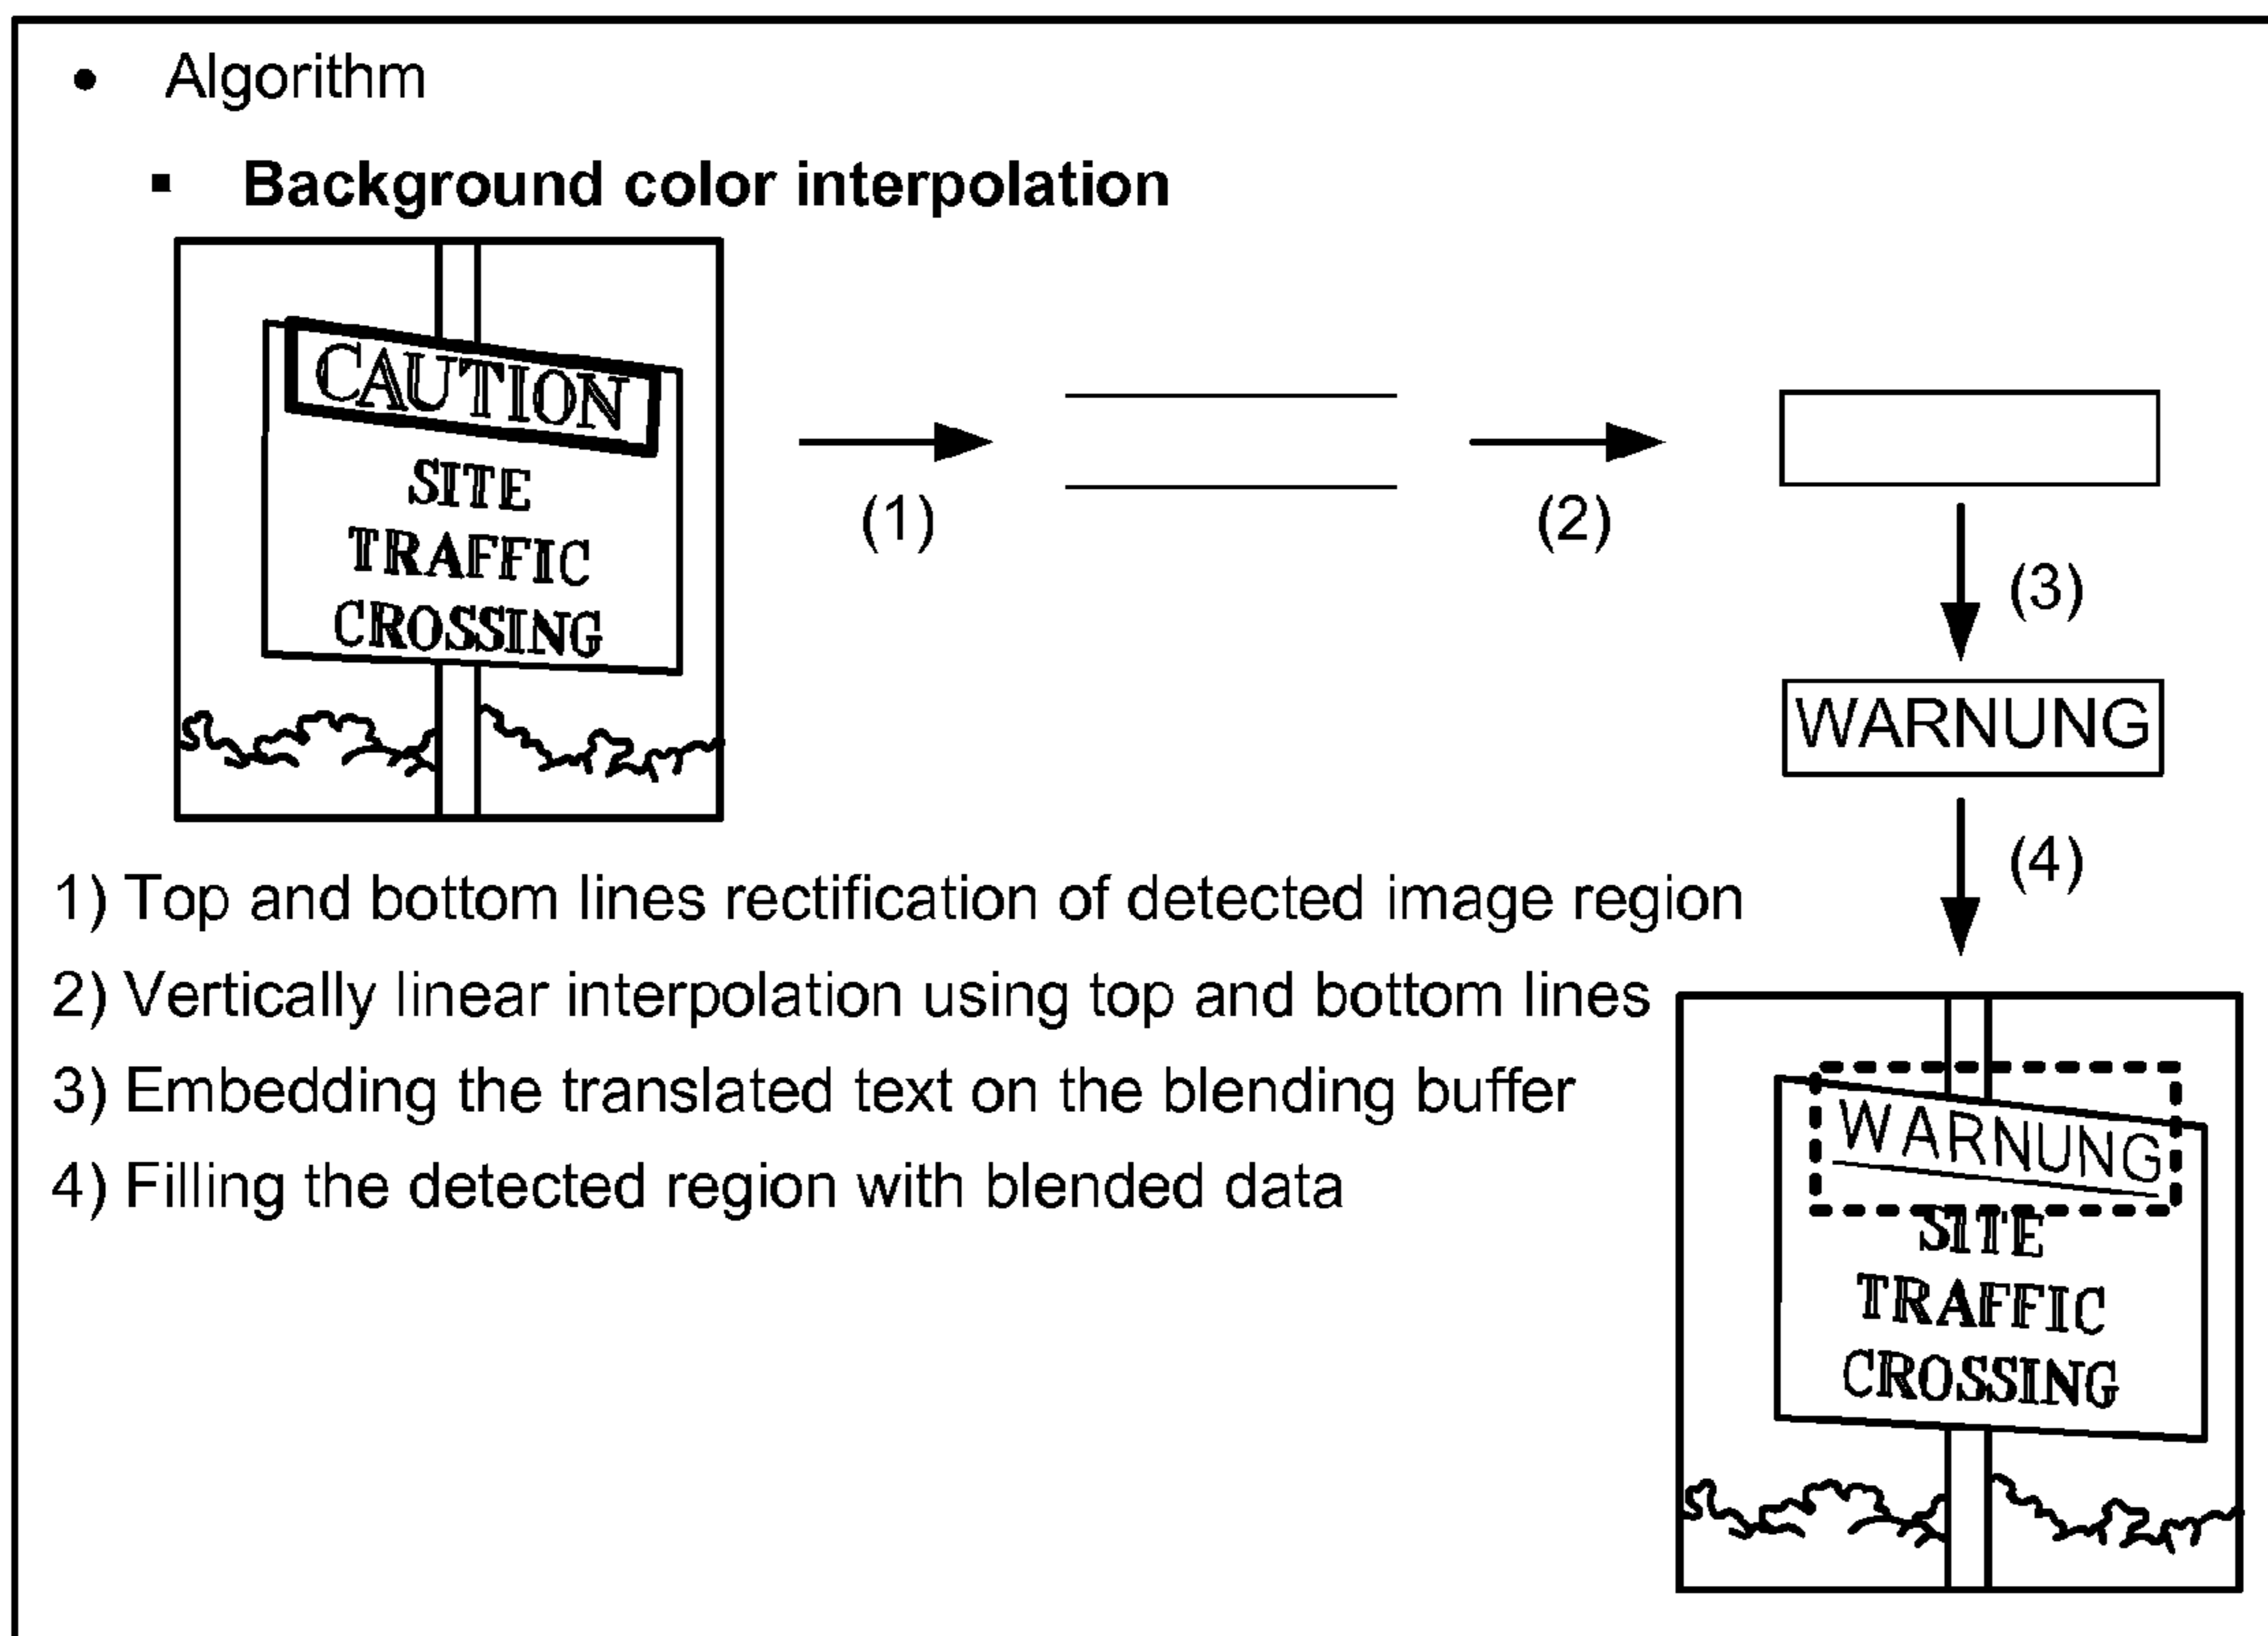 • Algorithm
▪ Background color interpolation
CAUTION
SITE
TRAFFIC
CROSSING
(1)
(2)
(3)
WARNUNG
(4)
1) Top and bottom lines rectification of detected image region
2) Vertically linear interpolation using top and bottom lines
3) Embedding the translated text on the blending buffer
4) Filling the detected region with blended data
WARNUNG
SITE
TRAFFIC
CROSSING